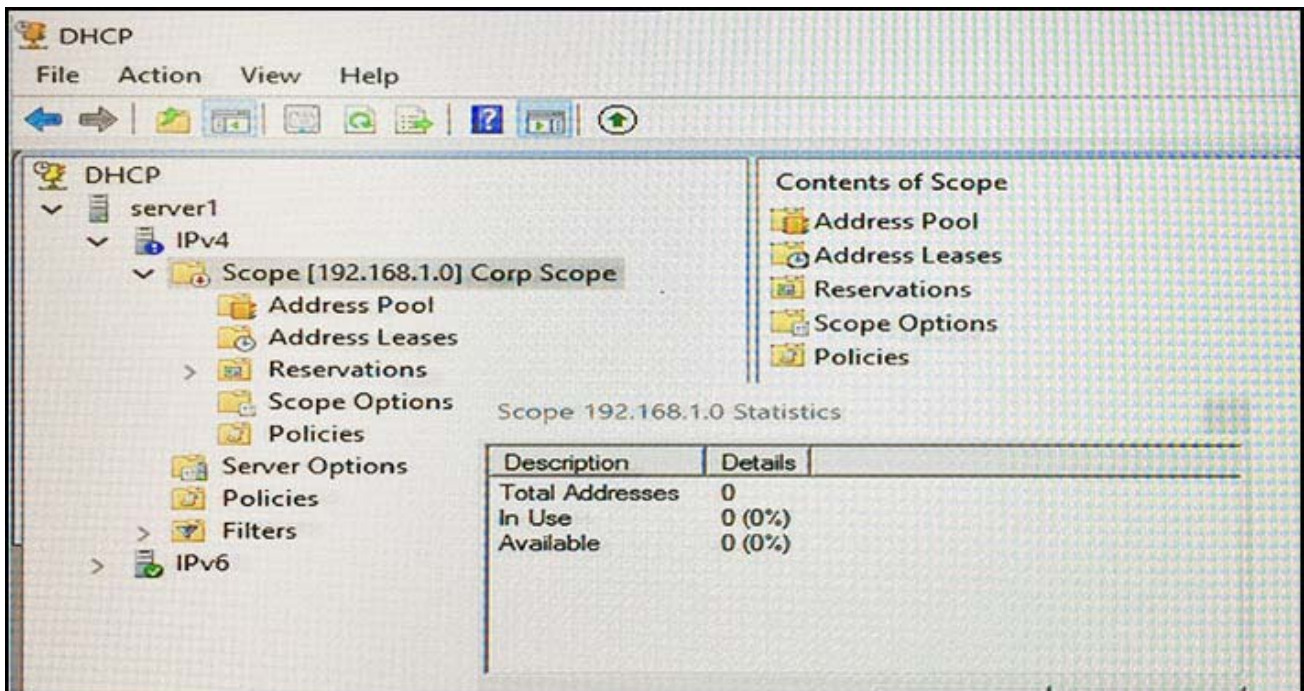 DHCP
File Action View Help
DHCP
server1
IPv4
Scope [192.168.1.0] Corp Scope
Address Pool
Address Leases
Reservations
Scope Options
Policies
Server Options
Policies
Filters
IPv6
Contents of Scope
Address Pool
Address Leases
Reservations
Scope Options
Policies
Scope 192.168.1.0 Statistics
Description Details
Total Addresses 0
In Use 0 (0%)
Available 0 (0%)